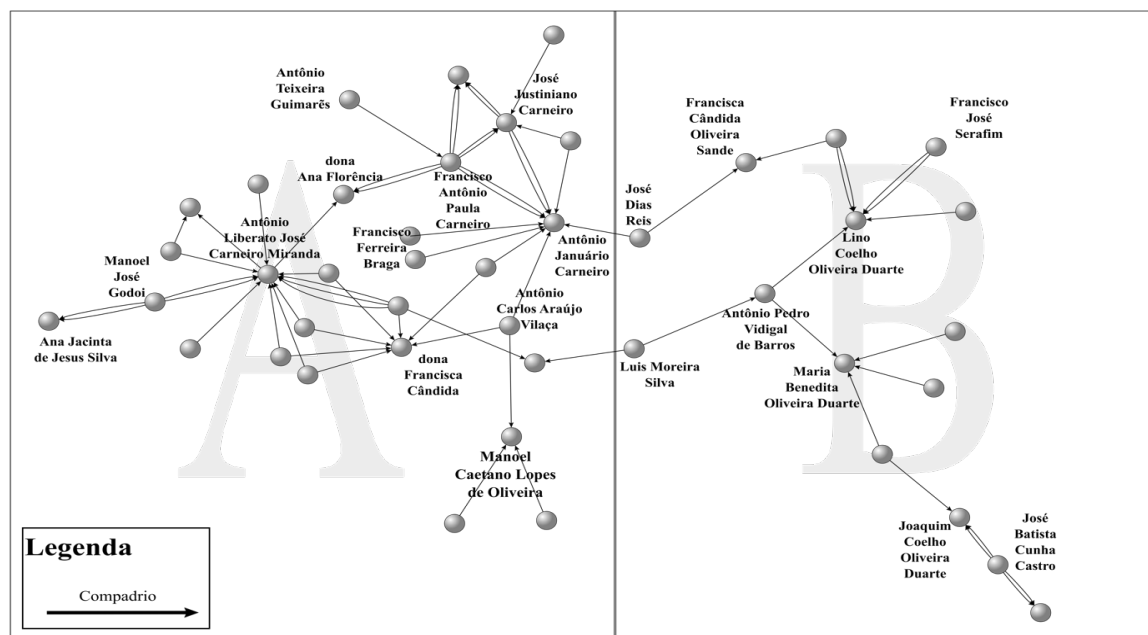 Antônio
Teixeira
Guimarẽs
José
Justiniano
Carneiro
dona
Ana Florência
Francisco
Antônio
Paula
Carneiro
Antônio
Liberato José
Carneiro Miranda
Francisco
Ferreira
Braga
Antônio
Januário
Carneiro
Manoel
José
Godoi
Ana Jacinta
de Jesus Silva
Antônio
Carlos Araújo
Vilaça
dona
Francisca
Cândida
Manoel
Caetano Lopes
de Oliveira
A
José
Dias
Reis
Francisca
Cândida
Oliveira
Sande
Francisco
José
Serafim
Lino
Coelho
Oliveira Duarte
Antônio Pedro
Vidigal
de Barros
Luis Moreira
Silva
Maria
Benedita
Oliveira Duarte
B
Joaquim
Coelho
Oliveira
Duarte
José
Batista
Cunha
Castro
Legenda
Compadrio